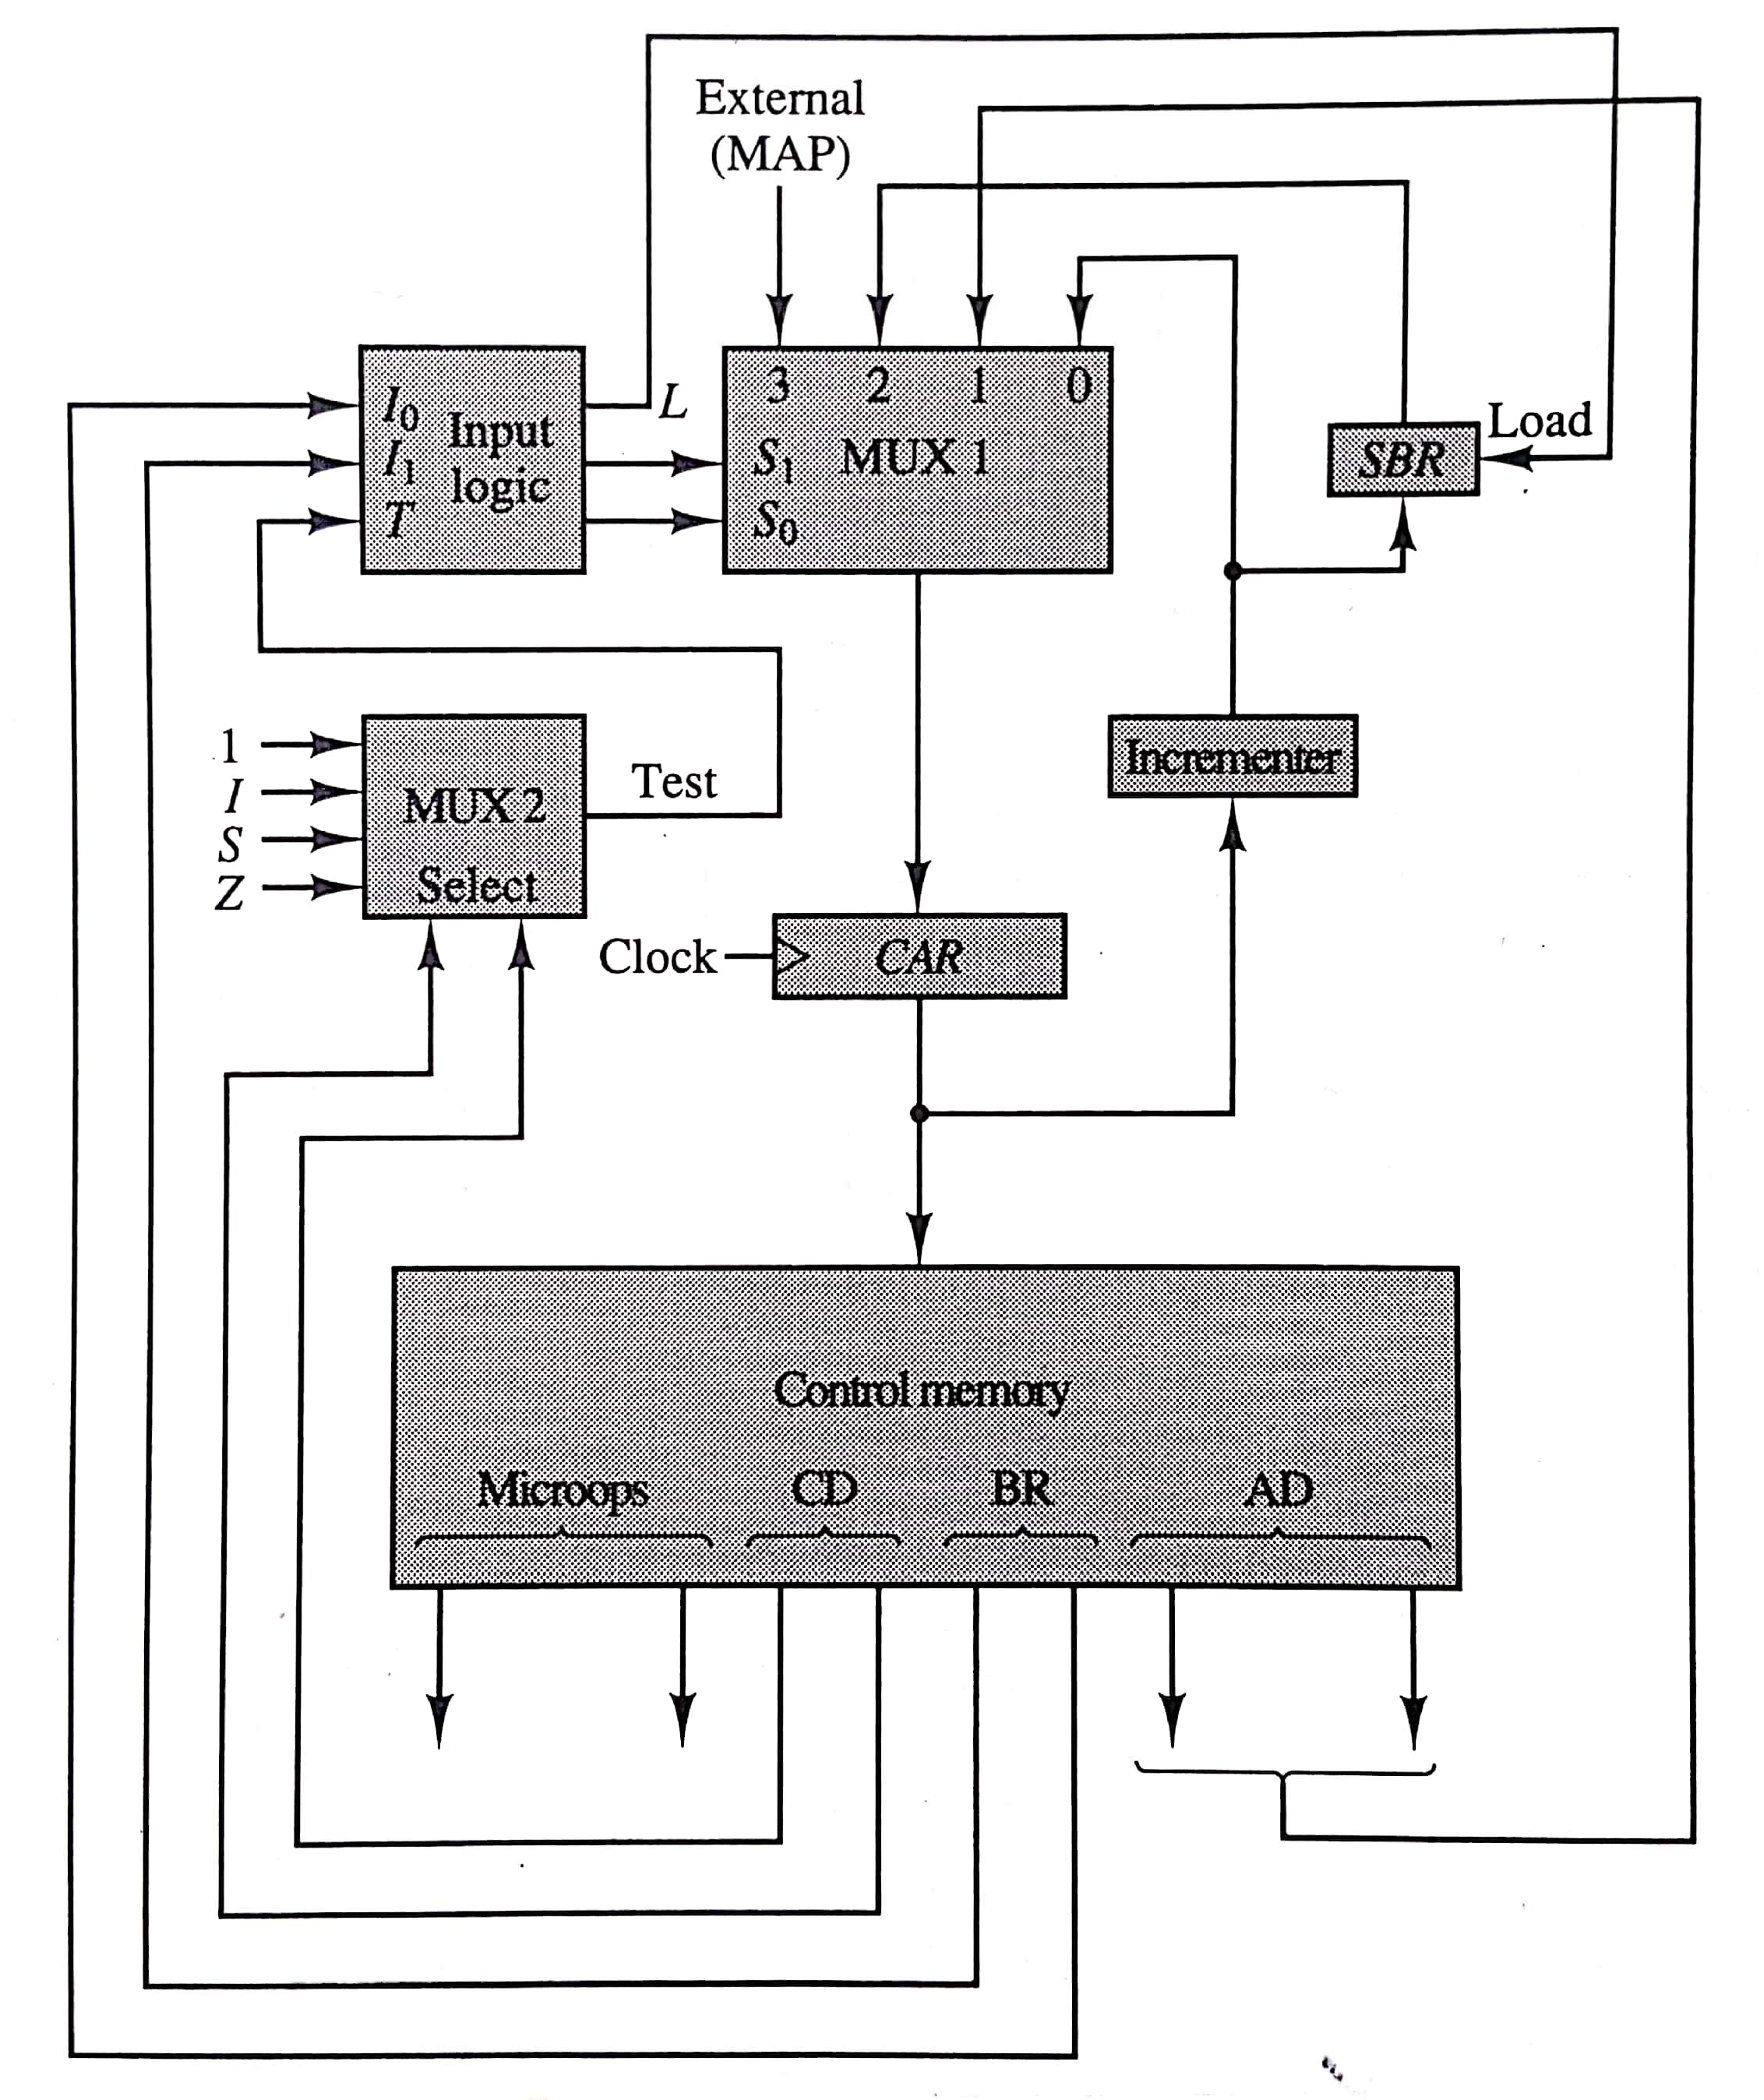 External
(MAP)
L
3 2 1 0
Load
I0
Input
logic
I1
T
S1 MUX 1
S0
SBR
1
I
S
Z
MUX 2
Select
Test
Incrementer
Clock
CAR
Control memory
Microops CD BR AD